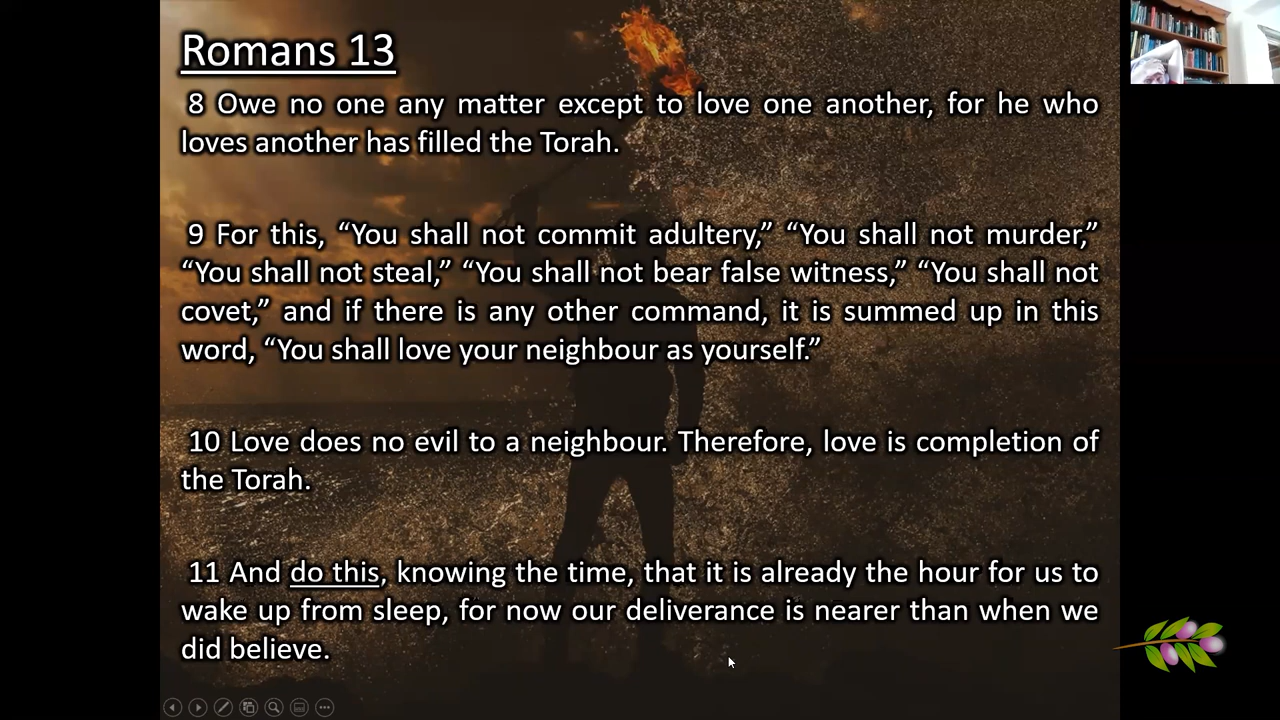 Romans 13
8 Owe no one any matter except to love one another, for he who
loves another has filled the Torah.
9 For this, “You shall not commit adultery,” “You shall not murder,”
“You shall not steal,” “You shall not bear false witness,” “You shall not
covet,” and if there is any other command, it is summed up in this
word, “You shall love your neighbour as yourself.”
10 Love does no evil to a neighbour. Therefore, love is completion of
the Torah.
11 And do this, knowing the time, that it is already the hour for us to
wake up from sleep, for now our deliverance is nearer than when we
did believe.